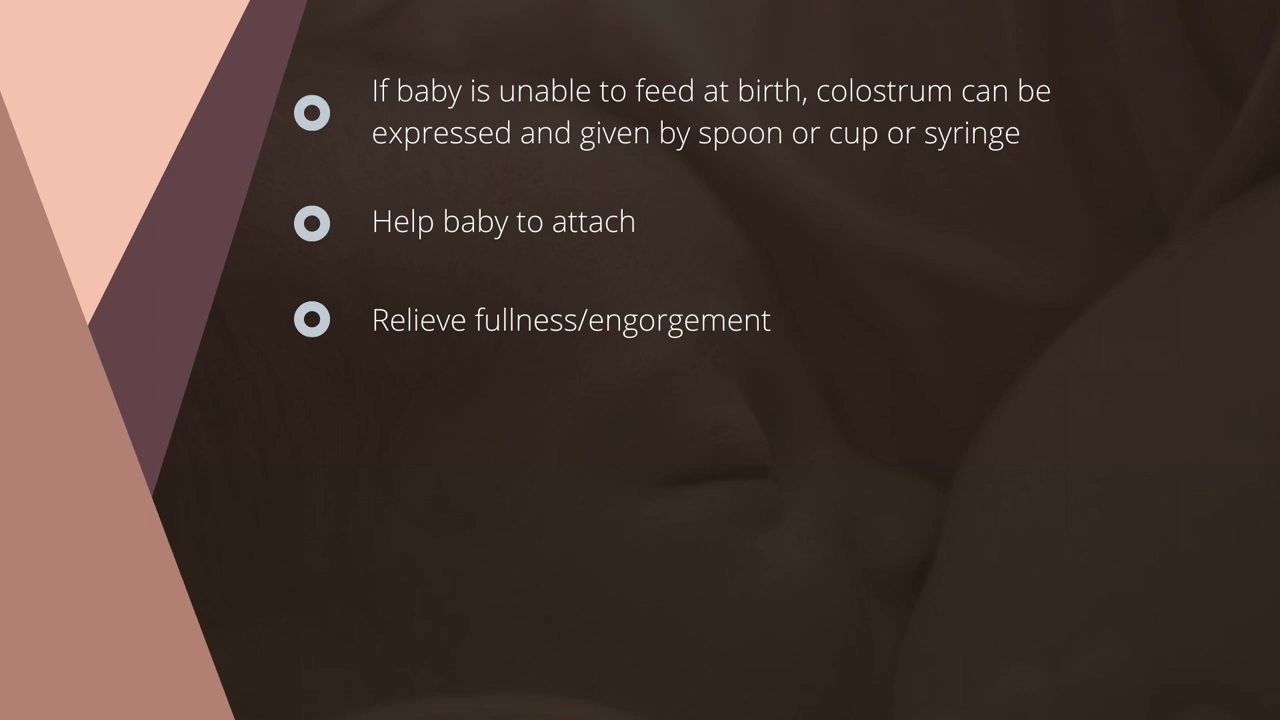 If baby is unable to feed at birth, colostrum can be
expressed and given by spoon or cup or syringe
Help baby to attach
Relieve fullness/engorgement